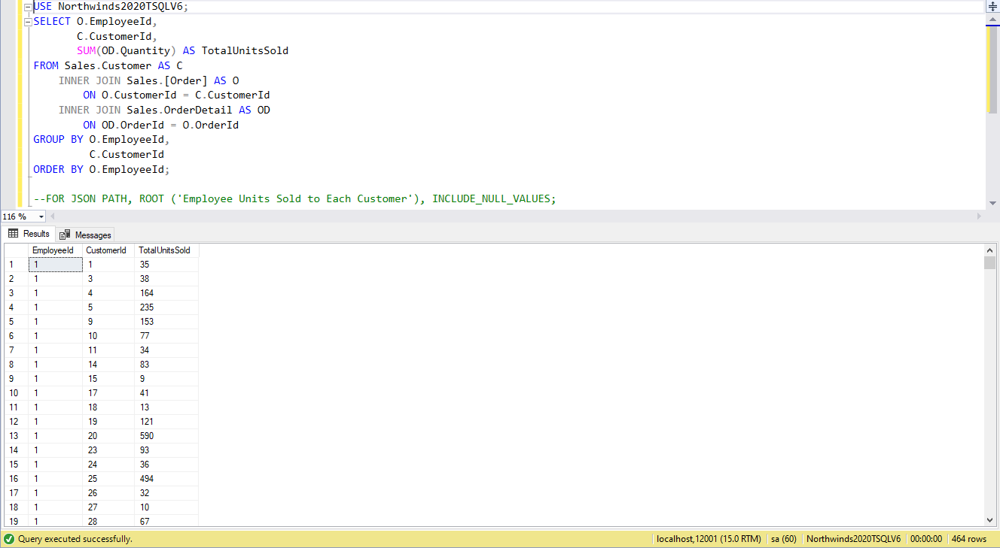 USE Northwinds2020TSQLV6;
SELECT O.EmployeeId,
C.CustomerId,
SUM(OD.Quantity) AS TotalUnitsSold
FROM Sales.Customer AS C
INNER JOIN Sales.[Order] AS O
ON O.CustomerId = C.CustomerId
INNER JOIN Sales.OrderDetail AS OD
ON OD.OrderId = O.OrderId
GROUP BY O.EmployeeId,
C.CustomerId
ORDER BY O.EmployeeId;
--FOR JSON PATH, ROOT ('Employee Units Sold to Each Customer'), INCLUDE_NULL_VALUES;
116 %
Results Messages
EmployeeId CustomerId TotalUnitsSold
1 1 1 35
2 1 3 38
3 1 4 164
4 1 5 235
5 1 9 153
6 1 10 77
7 1 11 34
8 1 14 83
9 1 15 9
10 1 17 41
11 1 18 13
12 1 19 121
13 1 20 590
14 1 23 93
15 1 24 36
16 1 25 494
17 1 26 32
18 1 27 10
19 1 28 67
Query executed successfully. localhost,12001 (15.0 RTM) sa (60) Northwinds2020TSQLV6 00:00:00 464 rows